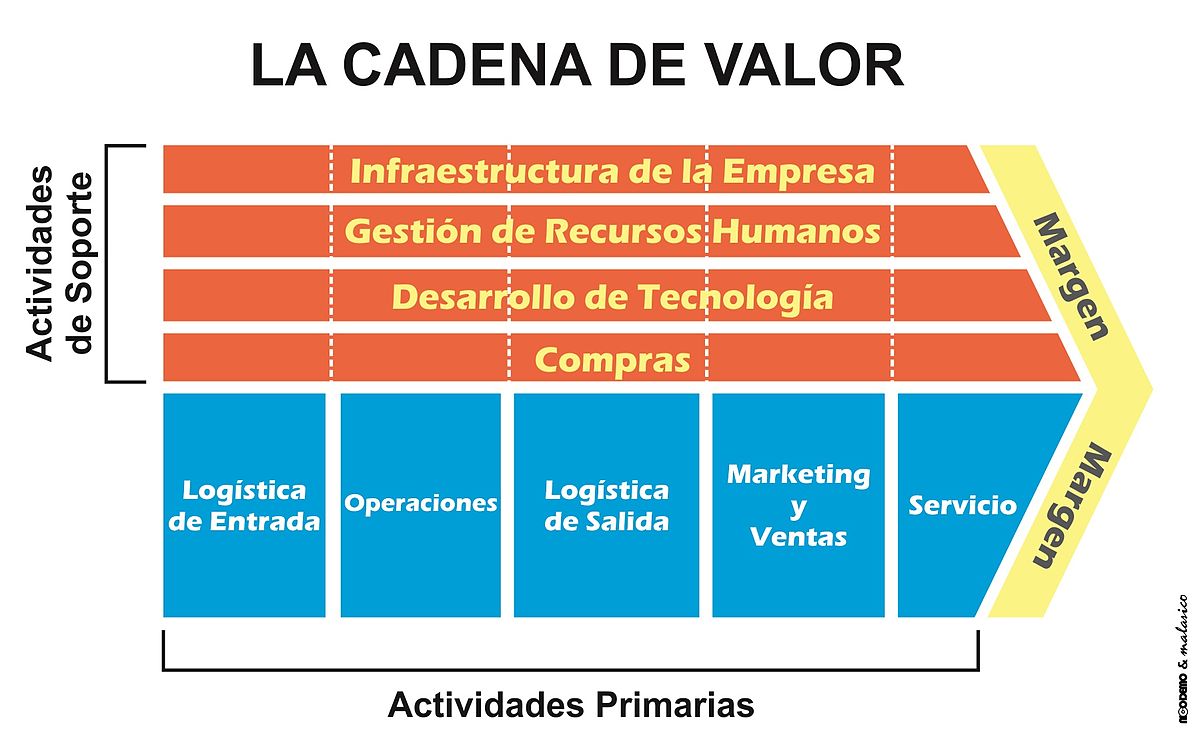 LA CADENA DE VALOR
Actividades
de Soporte
Infraestructura de la Empresa
Gestión de Recursos Humanos
Desarrollo de Tecnología
Compras
Margen
Logística
de Entrada
Operaciones
Logística
de Salida
Marketing
y
Ventas
Servicio
Margen
Actividades Primarias
NCODEMO & malasico